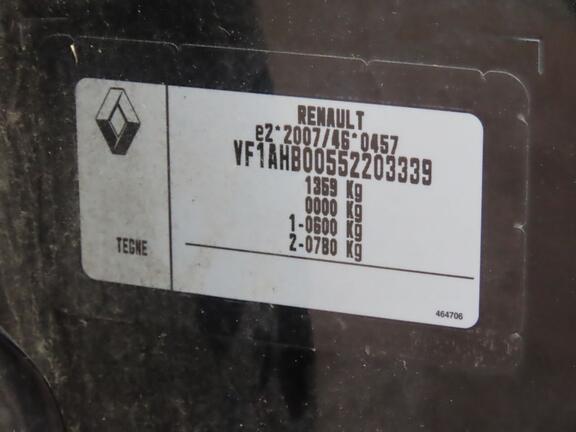 RENAULT
e2*2007/46*0457
VF1AHB00552203339
1369 Kg
0000 Kg
1-0600 Kg
2-0780 Kg
TEGNE
464706